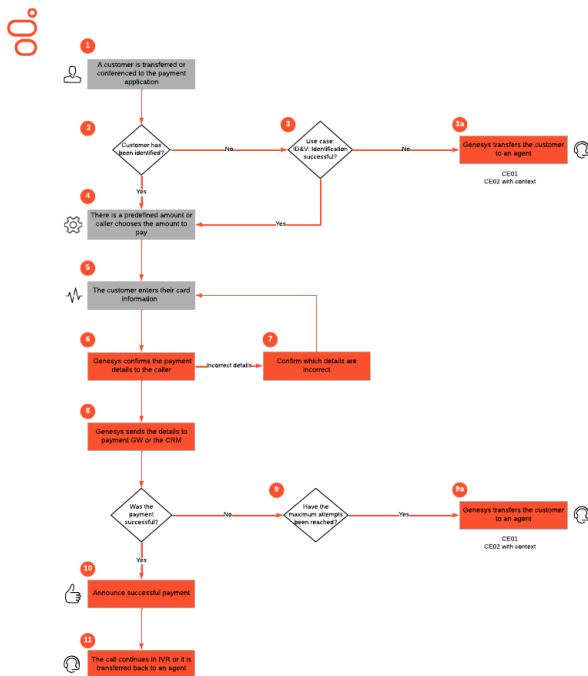 1
A customer is transferred or
conferenced to the payment
application
2
Customer has
been identified?
No
3
Use case:
ID&V: Identification
successful?
No
3a
Genesys transfers the customer
to an agent
CE01
CE02 with context
Yes
4
There is a predefined amount or
caller chooses the amount to
pay
Yes
5
The customer enters their card
information
6
Genesys confirms the payment
details to the caller
Incorrect details
7
Confirm which details are
incorrect
8
Genesys sends the details to
payment GW or the CRM
Was the
payment
successful?
No
9
Have the
maximum attempts
been reached?
Yes
9a
Genesys transfers the customer
to an agent
CE01
CE02 with context
Yes
10
Announce successful payment
11
The call continues in IVR or it is
transferred back to an agent